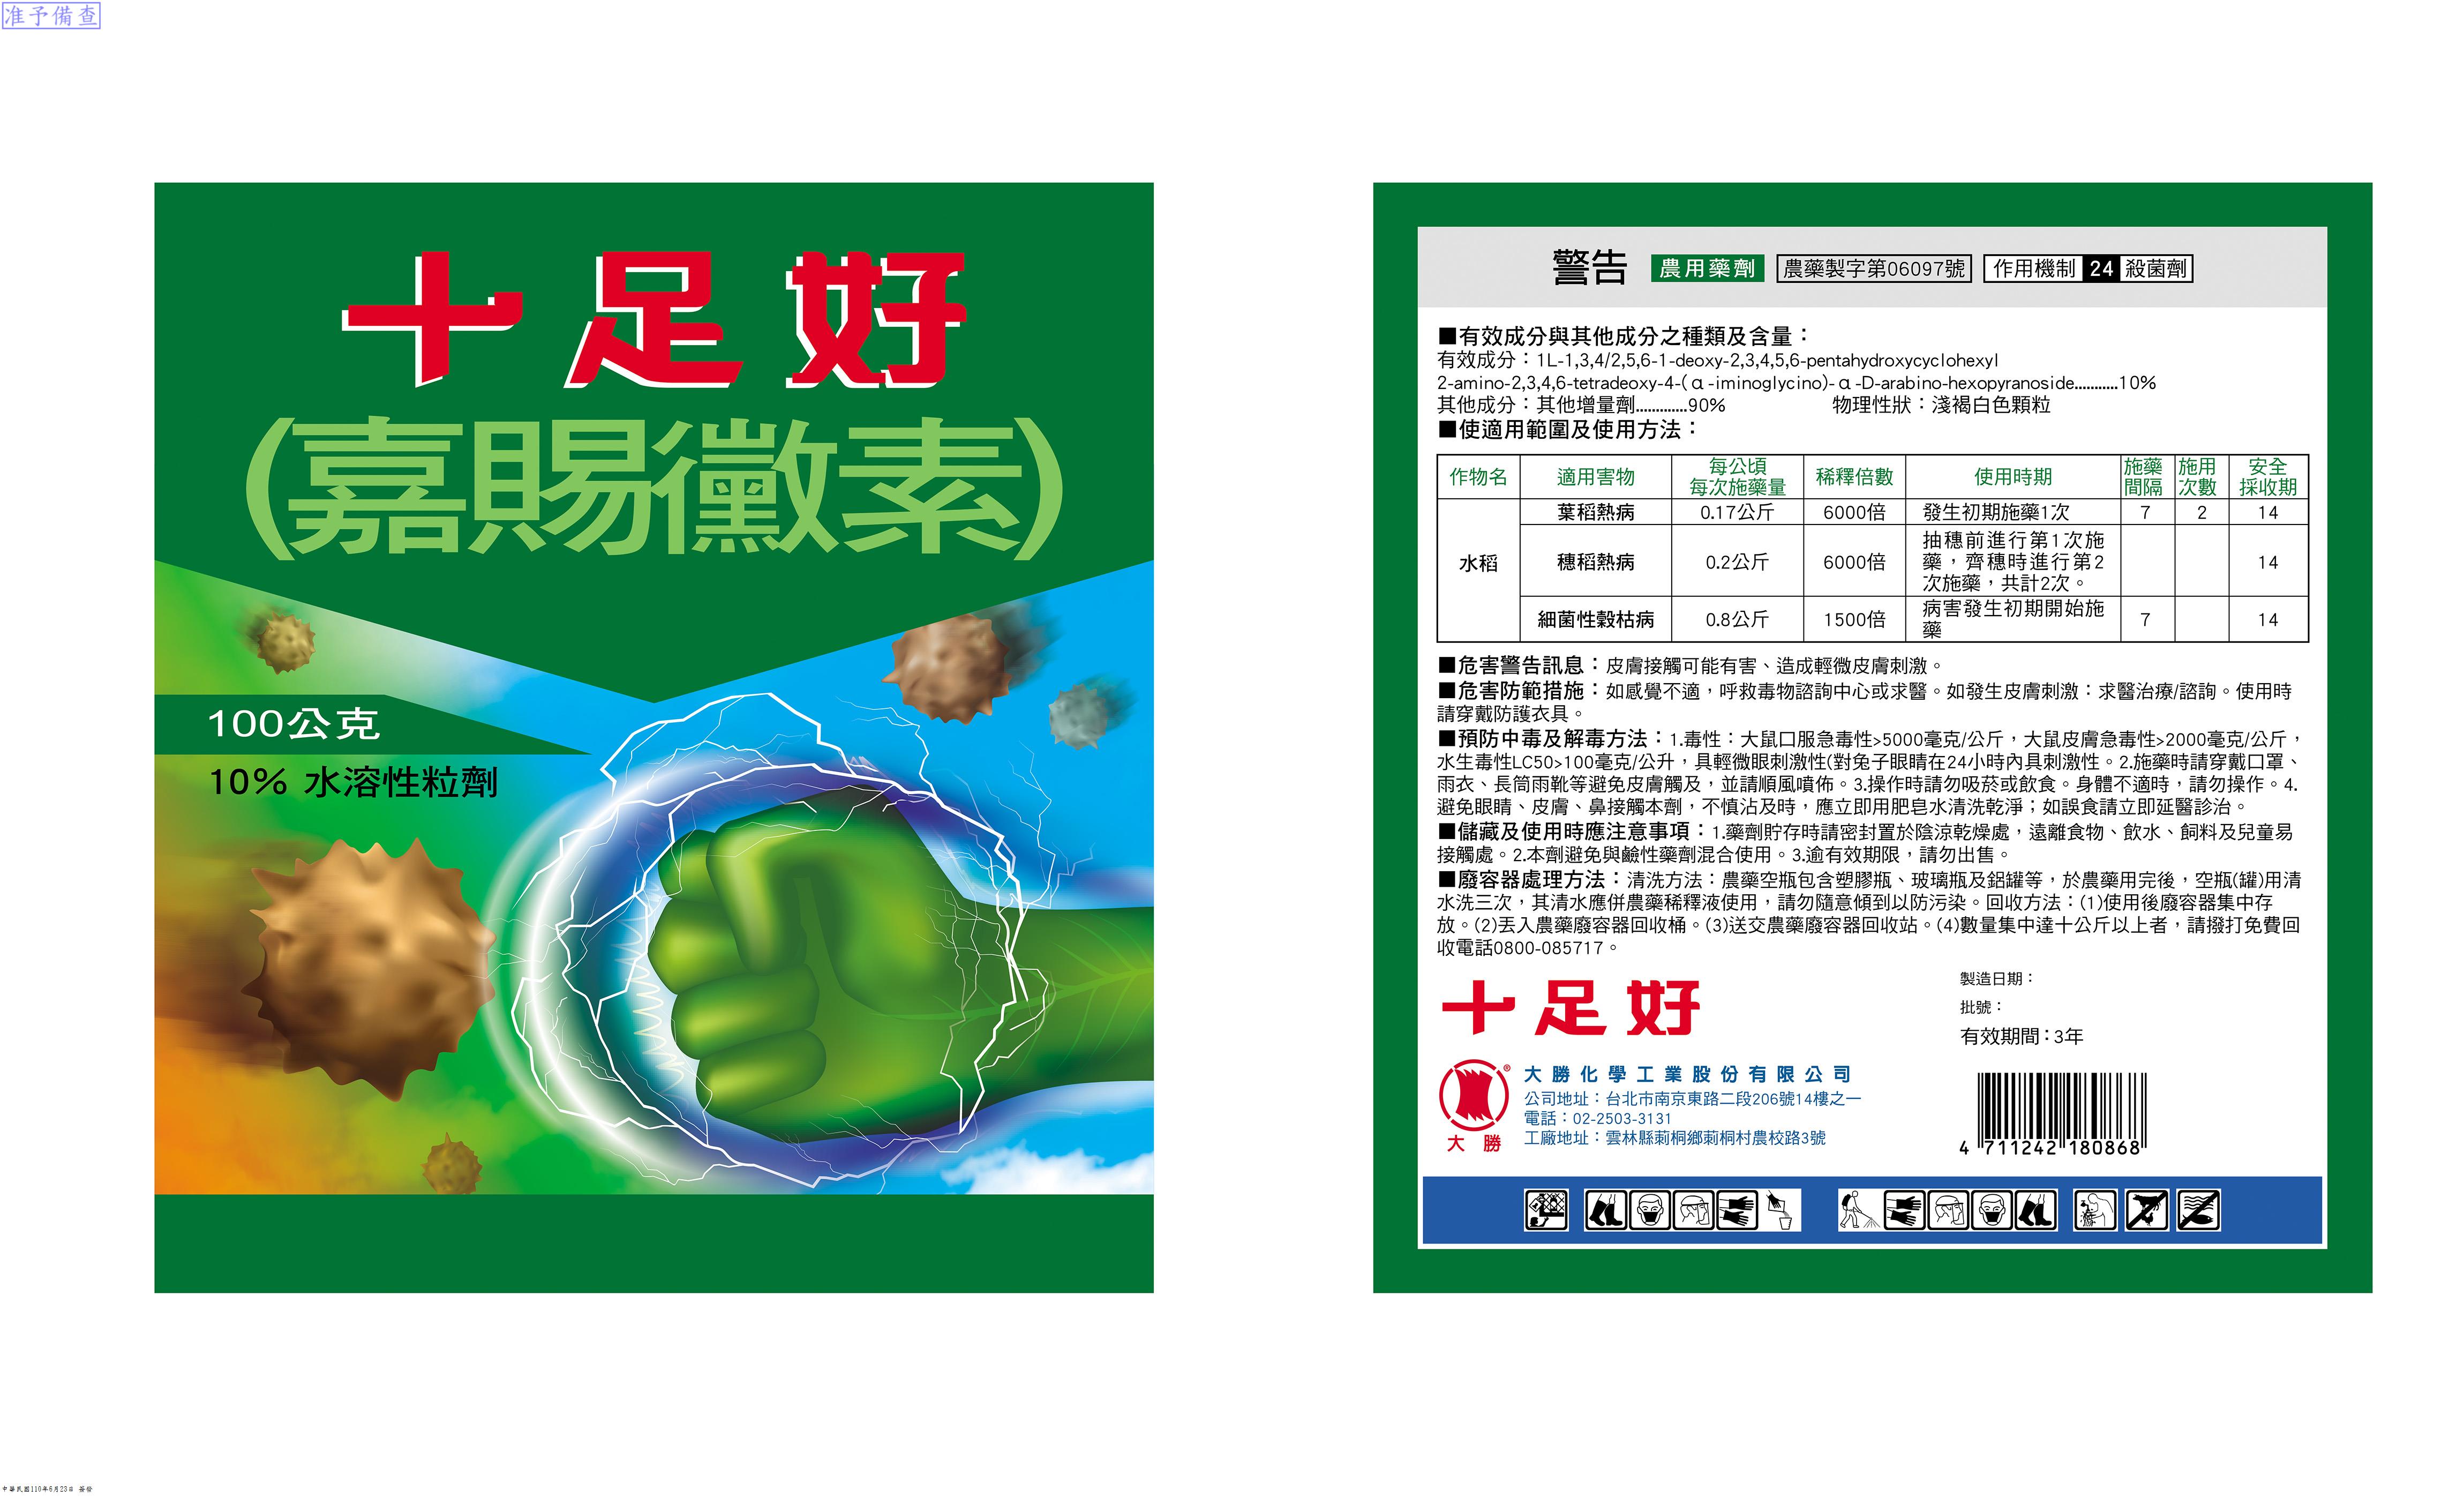 准予備查
十足好
(嘉賜黴素)
100公克
10% 水溶性粒劑
警告 農用藥劑 農藥製字第06097號 作用機制 24 殺菌劑
■有效成分與其他成分之種類及含量：
有效成分：1L-1,3,4/2,5,6-1-deoxy-2,3,4,5,6-pentahydroxycyclohexyl
2-amino-2,3,4,6-tetradeoxy-4-(α-iminoglycino)-α-D-arabino-hexopyranoside...........10%
其他成分：其他增量劑.............90% 物理性狀：淺褐白色顆粒
■使適用範圍及使用方法：
作物名 適用害物 每公頃每次施藥量 稀釋倍數 使用時期 施藥間隔 施用次數 安全採收期
水稻 葉稻熱病 0.17公斤 6000倍 發生初期施藥1次 7 2 14
穗稻熱病 0.2公斤 6000倍 抽穗前進行第1次施藥，齊穗時進行第2次施藥，共計2次。 14
細菌性穀枯病 0.8公斤 1500倍 病害發生初期開始施藥 7 14
■危害警告訊息：皮膚接觸可能有害、造成輕微皮膚刺激。
■危害防範措施：如感覺不適，呼救毒物諮詢中心或求醫。如發生皮膚刺激：求醫治療/諮詢。使用時
請穿戴防護衣具。
■預防中毒及解毒方法：1.毒性：大鼠口服急毒性>5000毫克/公斤，大鼠皮膚急毒性>2000毫克/公斤，
水生毒性LC50>100毫克/公升，具輕微眼刺激性(對兔子眼睛在24小時內具刺激性。2.施藥時請穿戴口罩、
雨衣、長筒雨靴等避免皮膚觸及，並請順風噴佈。3.操作時請勿吸菸或飲食。身體不適時，請勿操作。4.
避免眼睛、皮膚、鼻接觸本劑，不慎沾及時，應立即用肥皂水清洗乾淨；如誤食請立即延醫診治。
■儲藏及使用時應注意事項：1.藥劑貯存時請密封置於陰涼乾燥處，遠離食物、飲水、飼料及兒童易
接觸處。2.本劑避免與鹼性藥劑混合使用。3.逾有效期限，請勿出售。
■廢容器處理方法：清洗方法：農藥空瓶包含塑膠瓶、玻璃瓶及鋁罐等，於農藥用完後，空瓶(罐)用清
水洗三次，其清水應併農藥稀釋液使用，請勿隨意傾到以防污染。回收方法：(1)使用後廢容器集中存
放。(2)丟入農藥廢容器回收桶。(3)送交農藥廢容器回收站。(4)數量集中達十公斤以上者，請撥打免費回
收電話0800-085717。
十足好
製造日期：
批號：
有效期間：3年
大勝化學工業股份有限公司
公司地址：台北市南京東路二段206號14樓之一
電話：02-2503-3131
工廠地址：雲林縣莿桐鄉莿桐村農校路3號
®
大 勝
4 711242 180868
中華民國110年6月23日